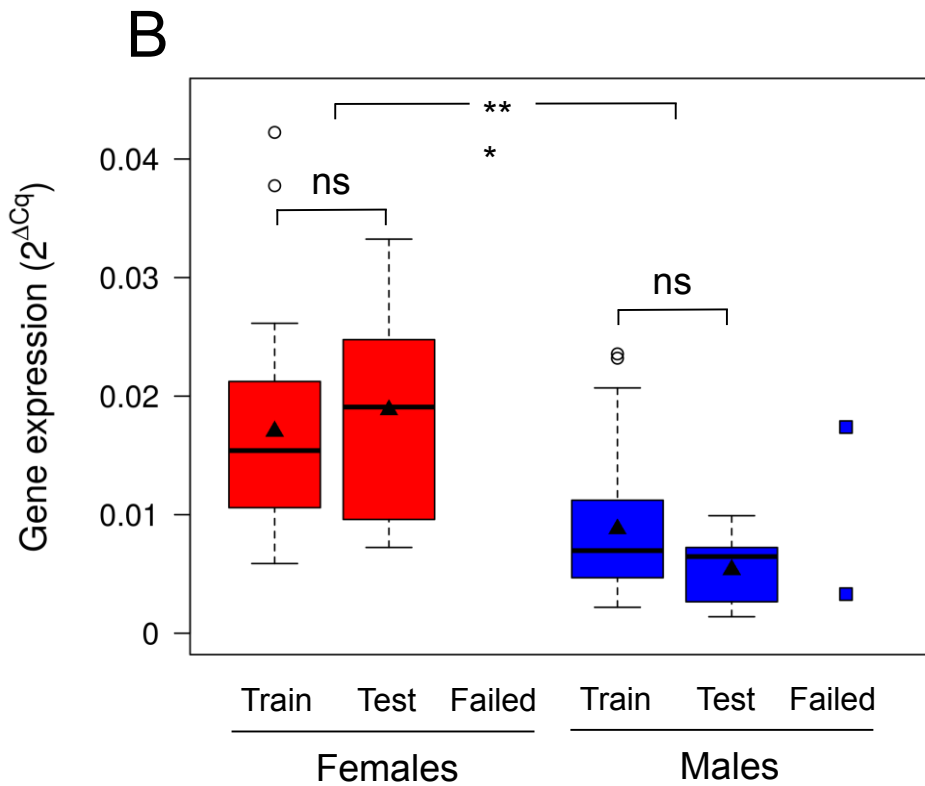 B
**
*
0.04
ns
0.03
ns
0.02
0.01
0
Gene expression (2^ΔCq)
Train Test Failed Train Test Failed
Females Males